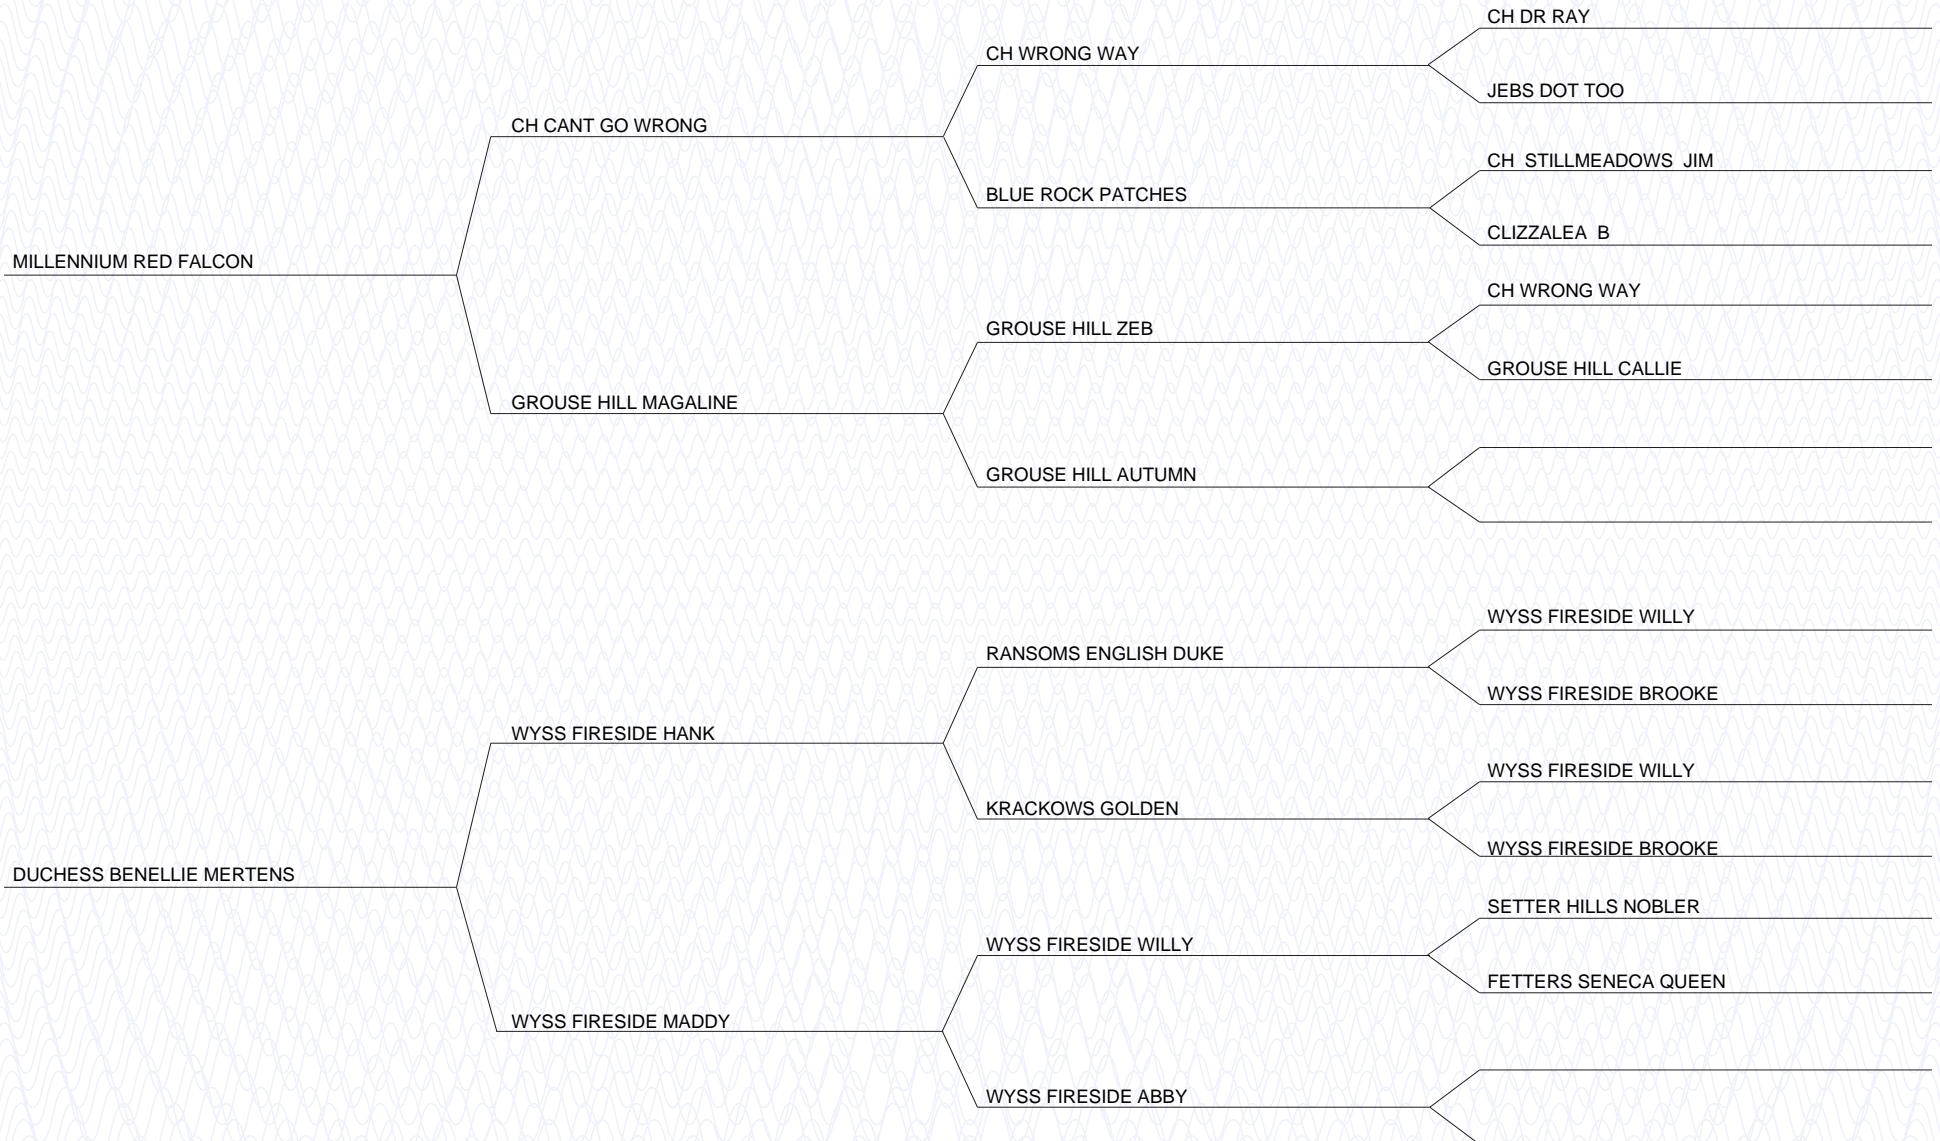 CH DR RAY
CH WRONG WAY
JEBS DOT TOO
CH CANT GO WRONG
CH  STILLMEADOWS  JIM
BLUE ROCK PATCHES
CLIZZALEA  B
MILLENNIUM RED FALCON
CH WRONG WAY
GROUSE HILL ZEB
GROUSE HILL CALLIE
GROUSE HILL MAGALINE
GROUSE HILL AUTUMN
WYSS FIRESIDE WILLY
RANSOMS ENGLISH DUKE
WYSS FIRESIDE BROOKE
WYSS FIRESIDE HANK
WYSS FIRESIDE WILLY
KRACKOWS GOLDEN
WYSS FIRESIDE BROOKE
DUCHESS BENELLIE MERTENS
SETTER HILLS NOBLER
WYSS FIRESIDE WILLY
FETTERS SENECA QUEEN
WYSS FIRESIDE MADDY
WYSS FIRESIDE ABBY